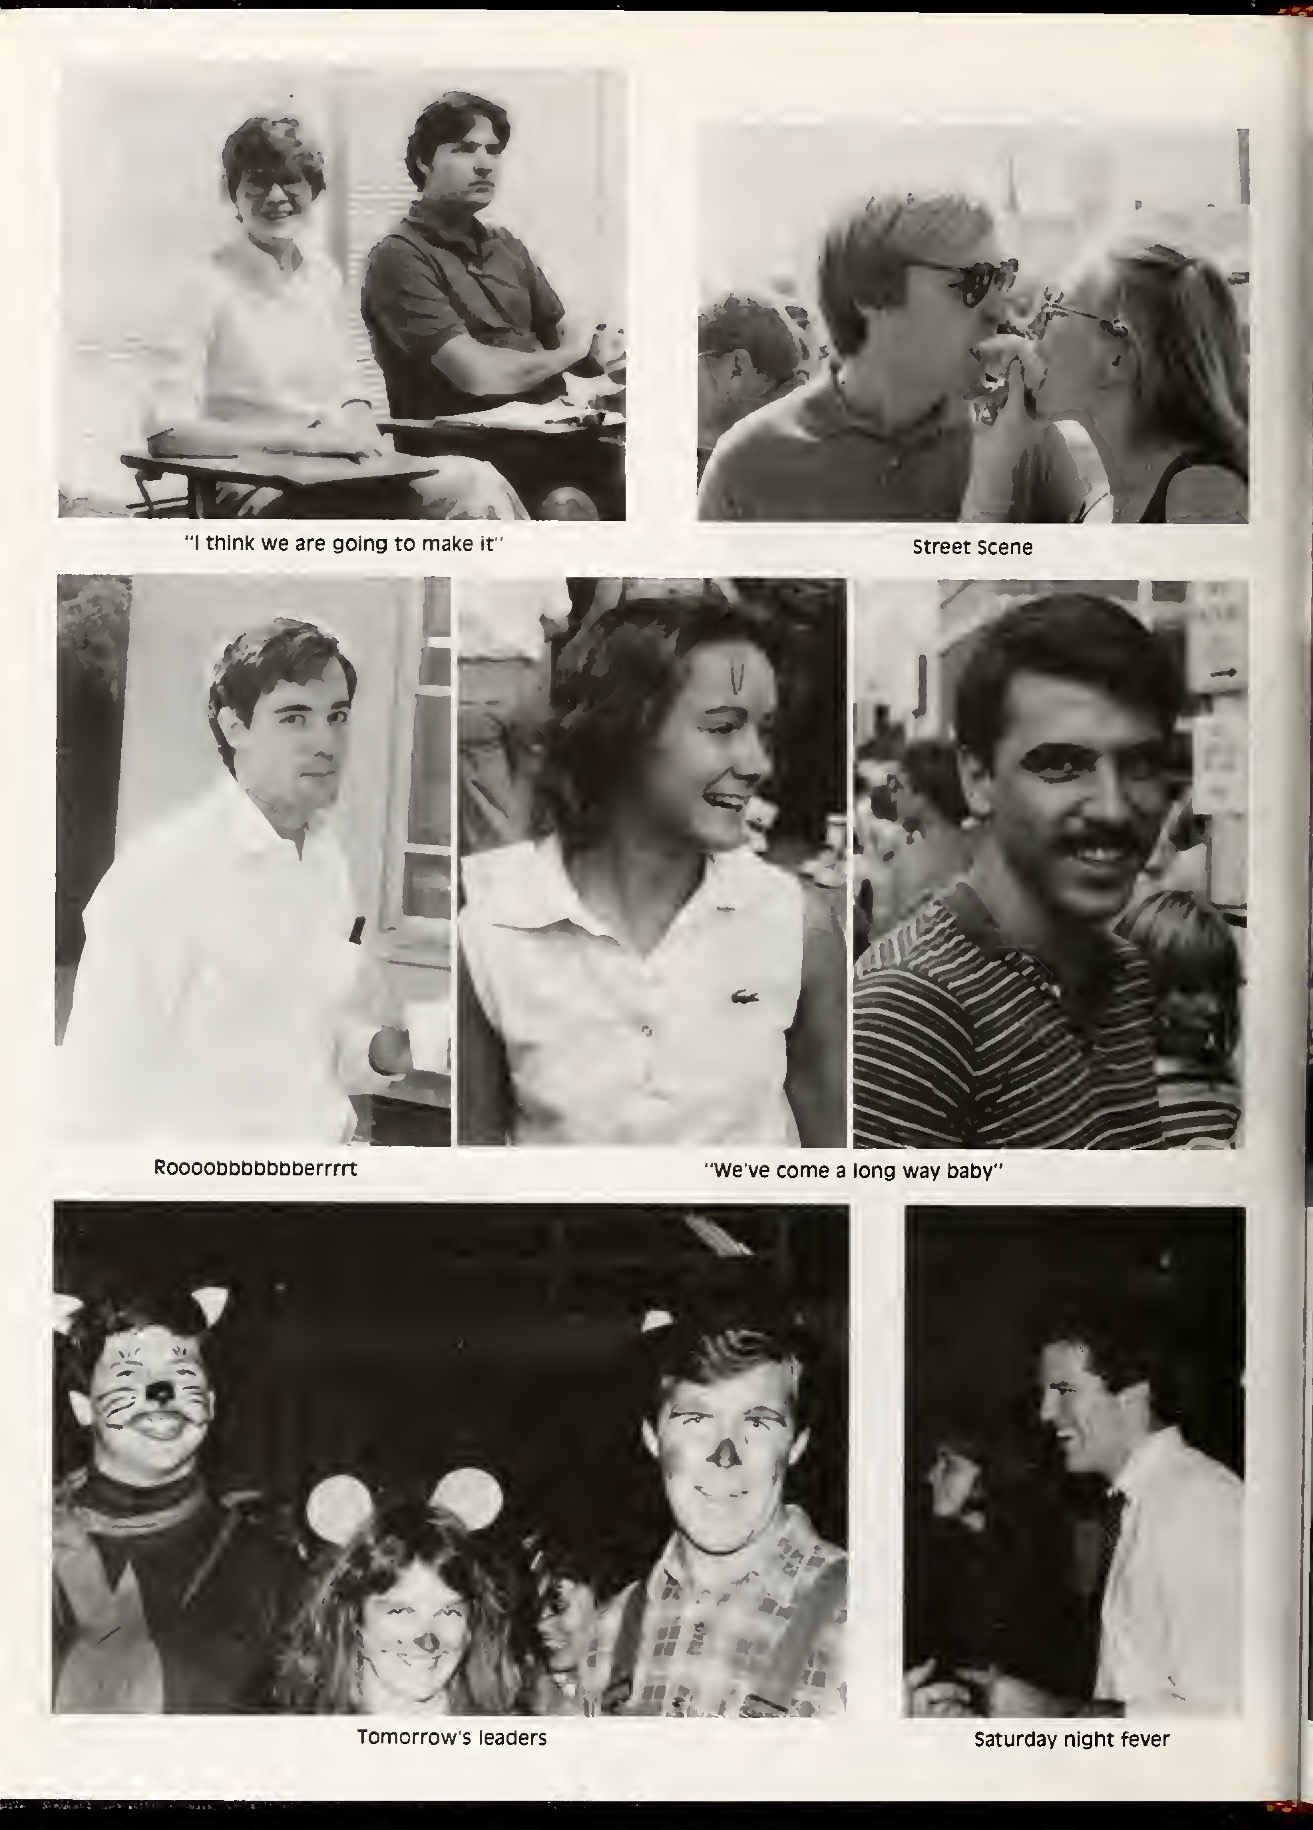 "I think we are going to make it"
Street Scene
Roooobbbbbbbberrrrt
"We've come a long way baby"
Tomorrow's leaders
Saturday night fever